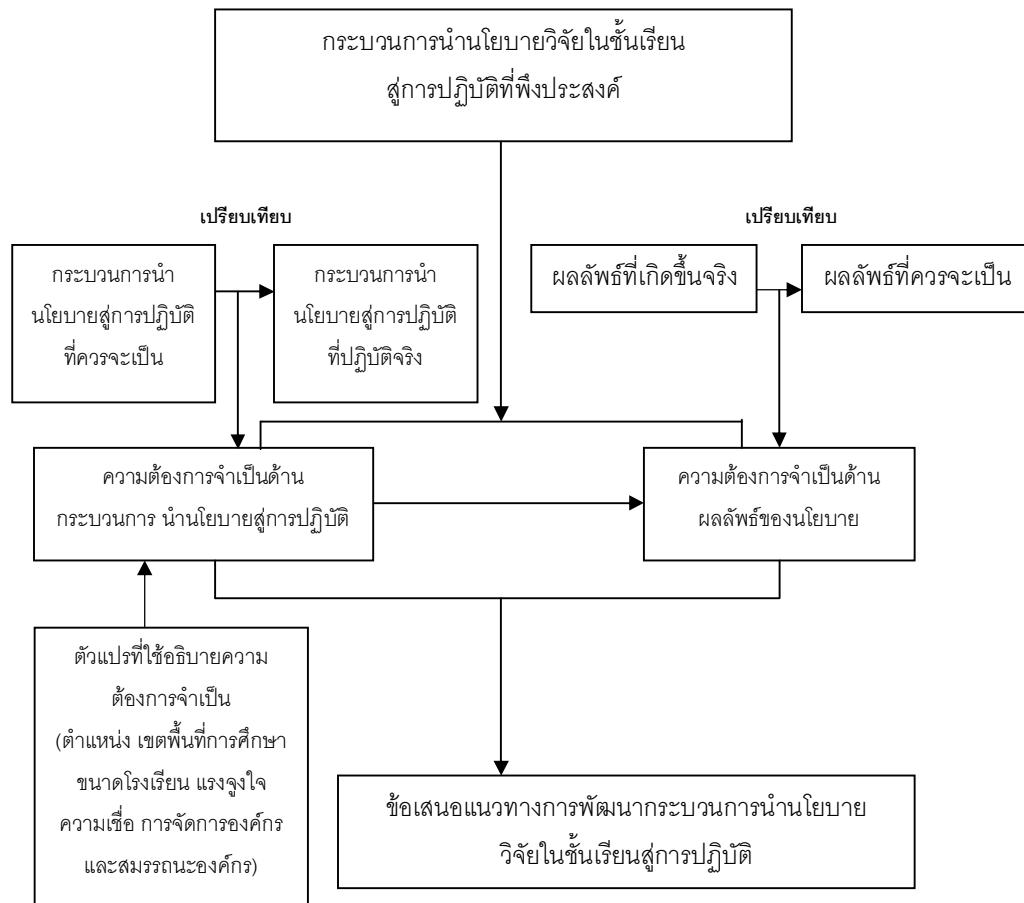 กระบวนการนำนโยบายวิจัยในชั้นเรียน
สู่การปฏิบัติที่พึงประสงค์
เปรียบเทียบ
เปรียบเทียบ
กระบวนการนำ
นโยบายสู่การปฏิบัติ
ที่ควรจะเป็น
กระบวนการนำ
นโยบายสู่การปฏิบัติ
ที่ปฏิบัติจริง
ผลลัพธ์ที่เกิดขึ้นจริง
ผลลัพธ์ที่ควรจะเป็น
ความต้องการจำเป็นด้าน
กระบวนการ นำนโยบายสู่การปฏิบัติ
ความต้องการจำเป็นด้าน
ผลลัพธ์ของนโยบาย
ตัวแปรที่ใช้อธิบายความ
ต้องการจำเป็น
(ตำแหน่ง เขตพื้นที่การศึกษา
ขนาดโรงเรียน แรงจูงใจ
ความเชื่อ การจัดการองค์กร
และสมรรถนะองค์กร)
ข้อเสนอแนวทางการพัฒนากระบวนการนำนโยบาย
วิจัยในชั้นเรียนสู่การปฏิบัติ